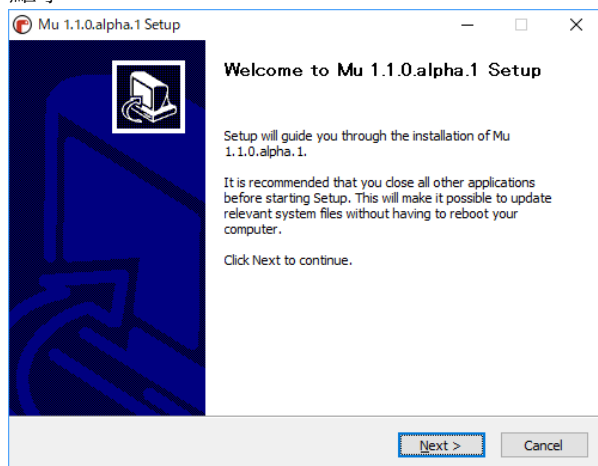 Mu 1.1.0.alpha.1 Setup
Welcome to Mu 1.1.0.alpha.1 Setup
Setup will guide you through the installation of Mu
1.1.0.alpha.1.
It is recommended that you close all other applications
before starting Setup. This will make it possible to update
relevant system files without having to reboot your
computer.
Click Next to continue.
Next >
Cancel